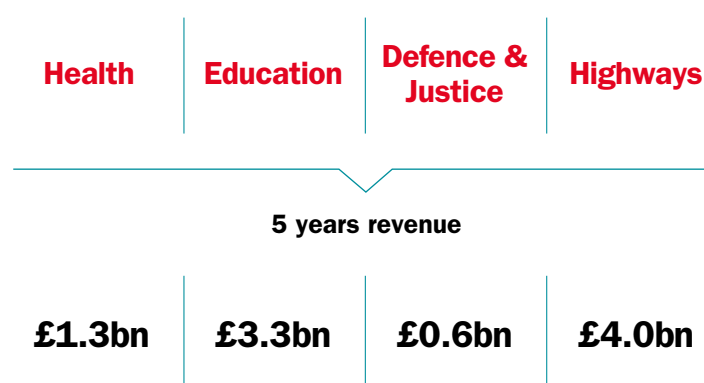 Health
Education
Defence &
Justice
Highways
5 years revenue
£1.3bn
£3.3bn
£0.6bn
£4.0bn